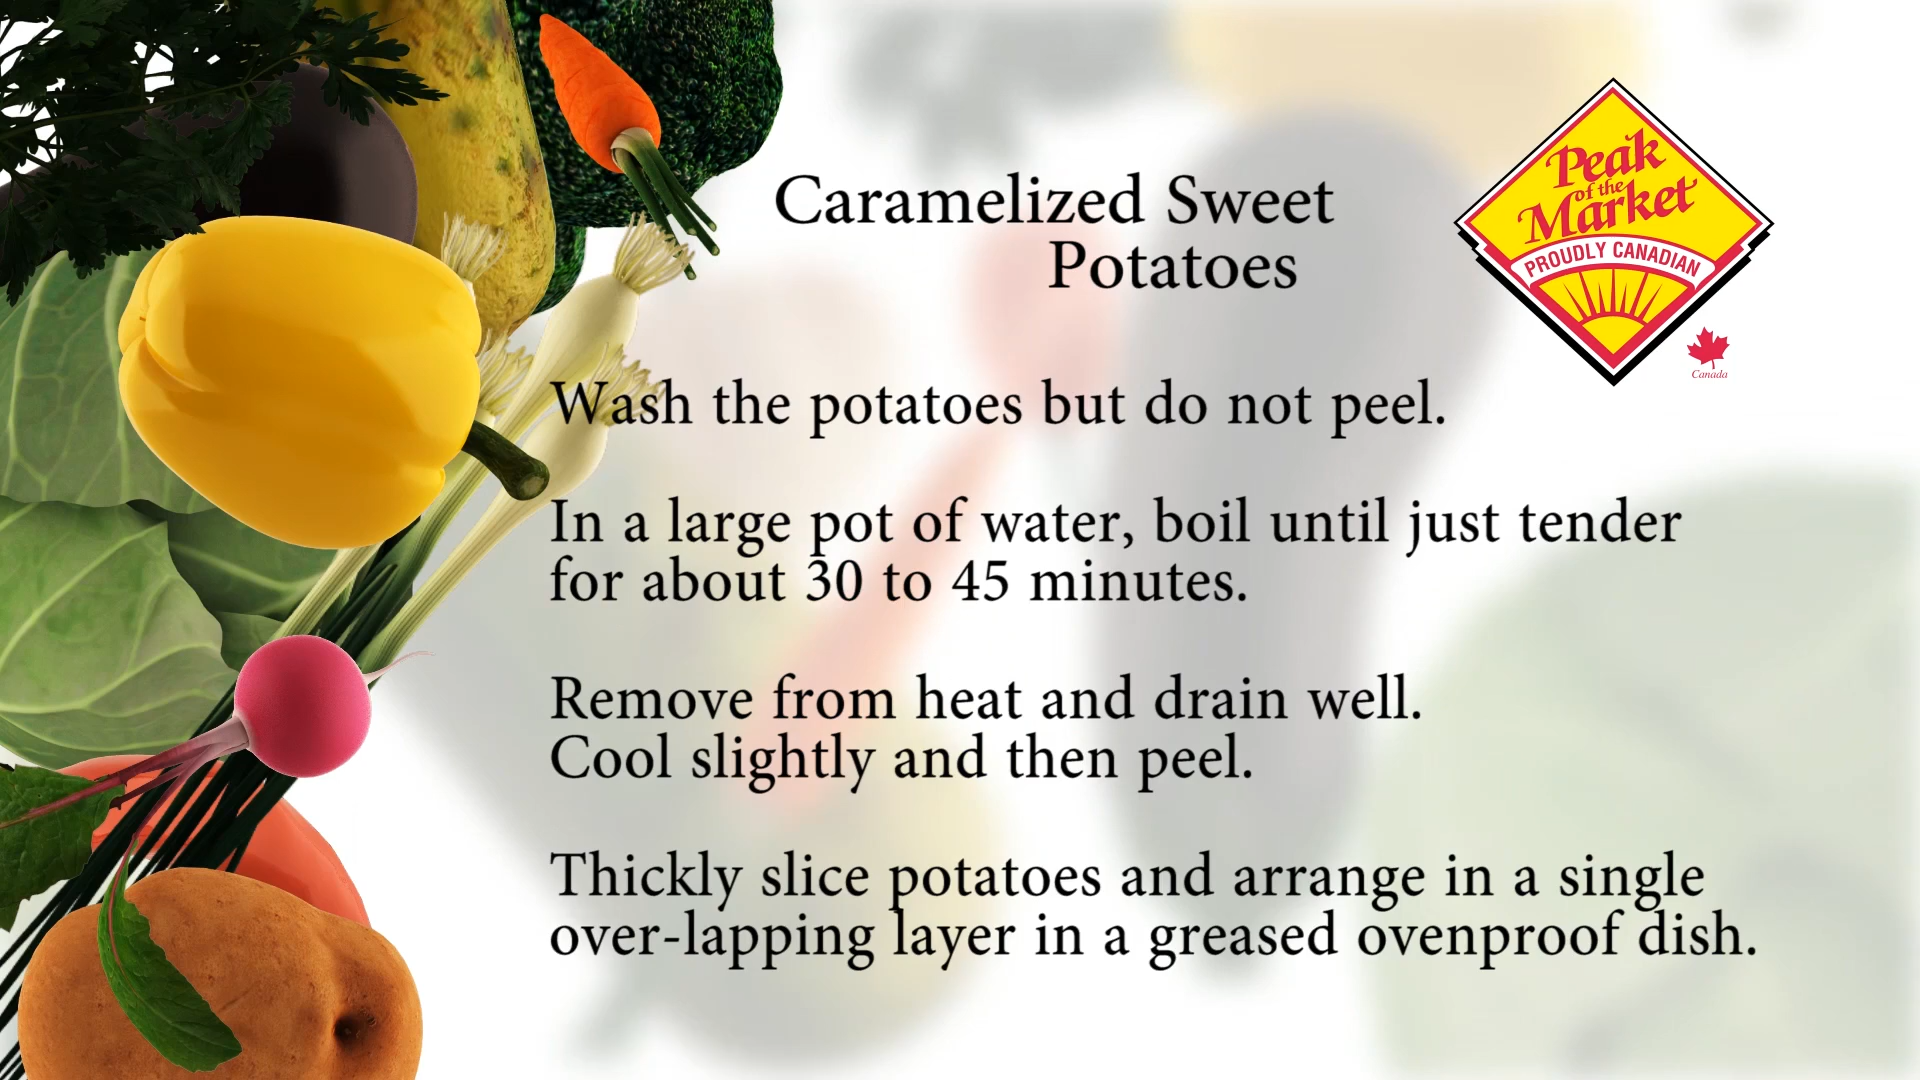 Caramelized Sweet
Potatoes
Peak
of the
Market
PROUDLY CANADIAN
Canada
Wash the potatoes but do not peel.
In a large pot of water, boil until just tender
for about 30 to 45 minutes.
Remove from heat and drain well.
Cool slightly and then peel.
Thickly slice potatoes and arrange in a single
over-lapping layer in a greased ovenproof dish.